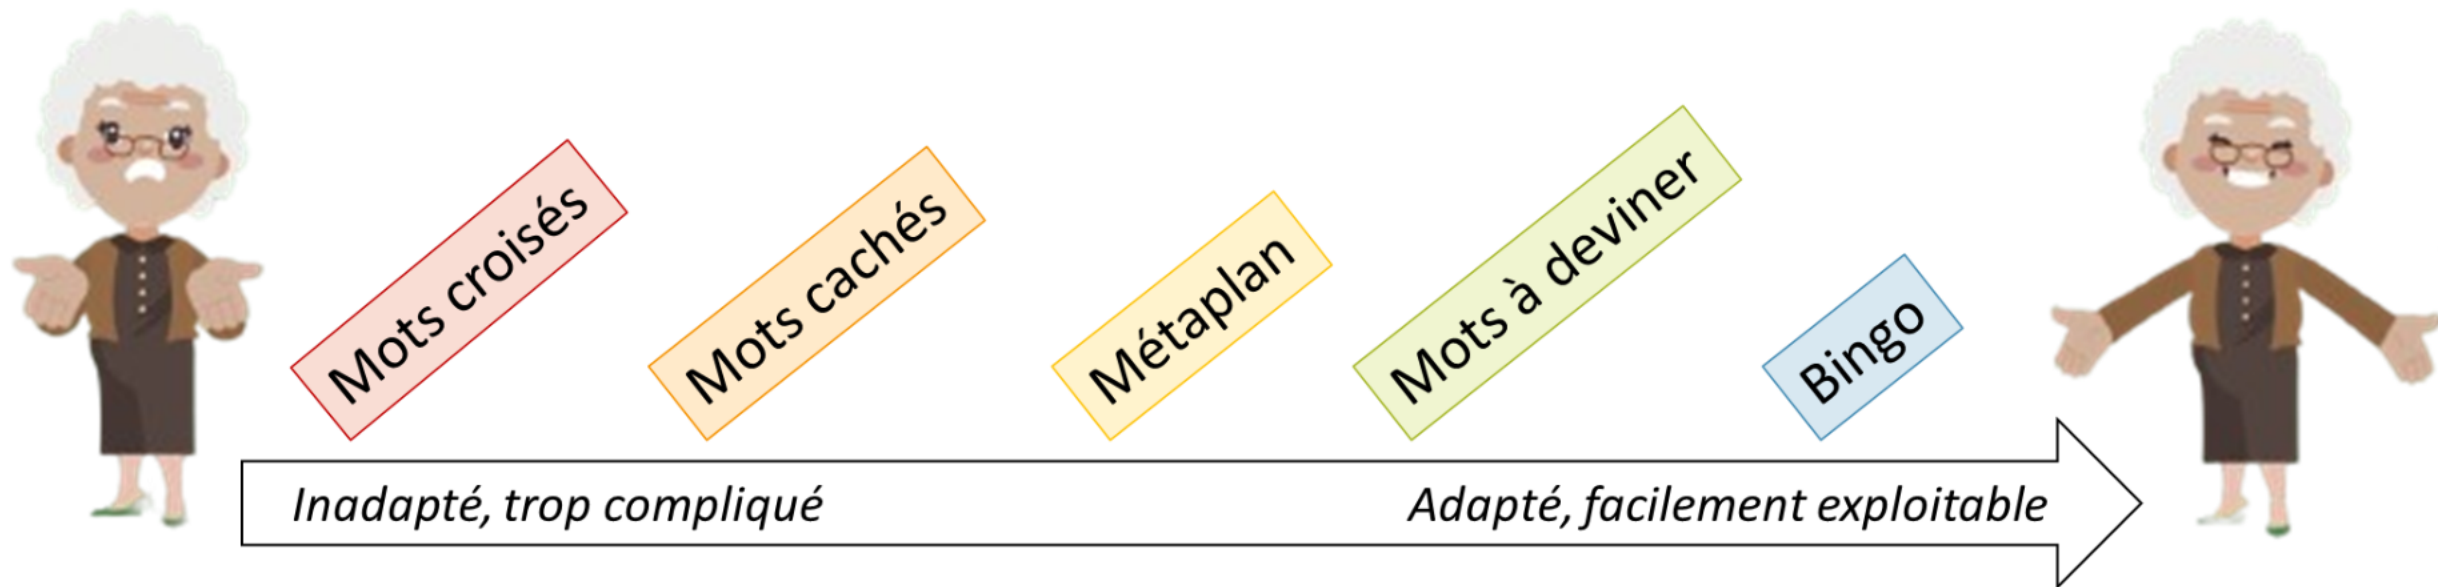 Mots croisés
Mots cachés
Métaplan
Mots à deviner
Bingo
Inadapté, trop compliqué
Adapté, facilement exploitable